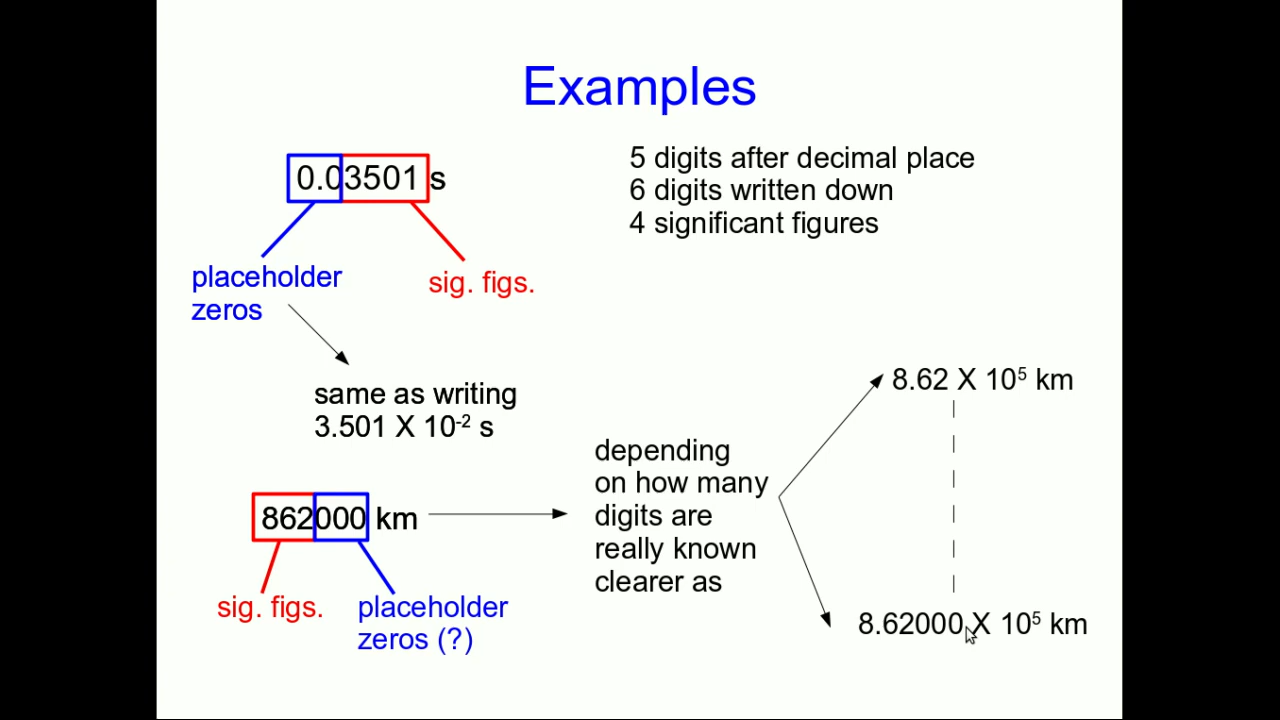 Examples
0.03501 s
5 digits after decimal place
6 digits written down
4 significant figures
placeholder
zeros
sig. figs.
same as writing
3.501 X 10⁻² s
862000 km
sig. figs.
placeholder
zeros (?)
depending
on how many
digits are
really known
clearer as
8.62 X 10⁵ km
8.62000 X 10⁵ km